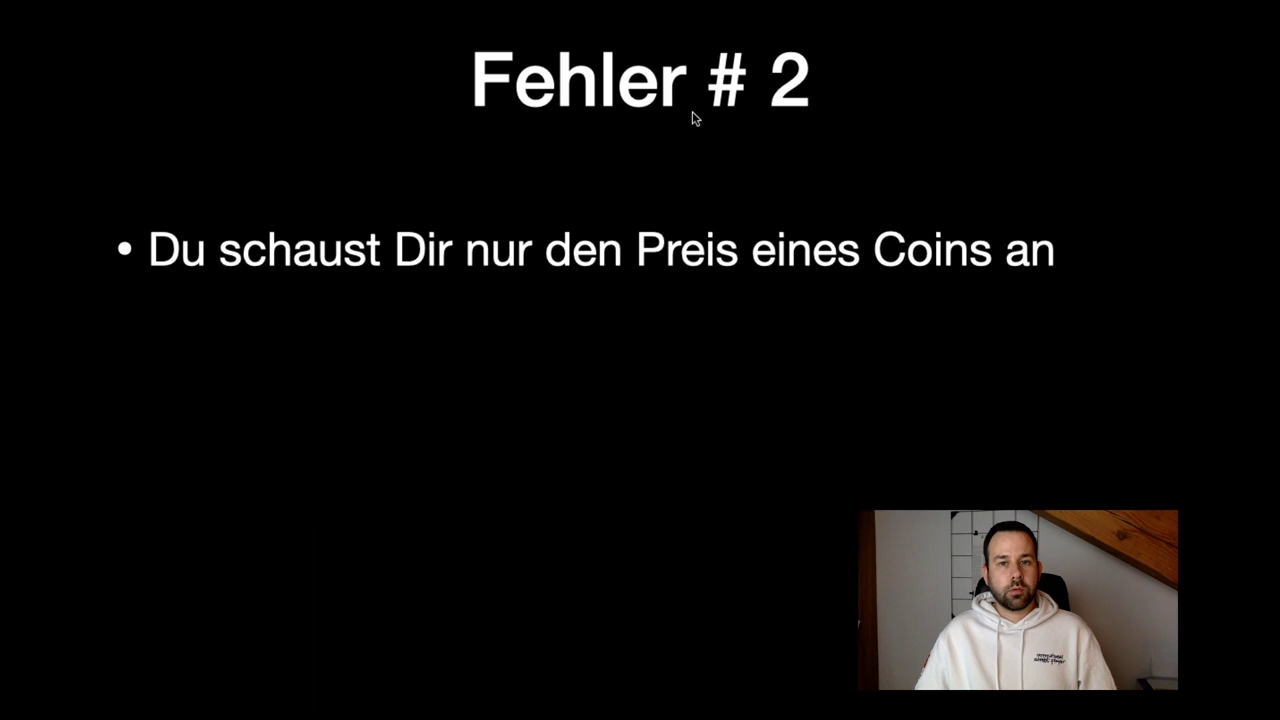 Fehler # 2
• Du schaust Dir nur den Preis eines Coins an